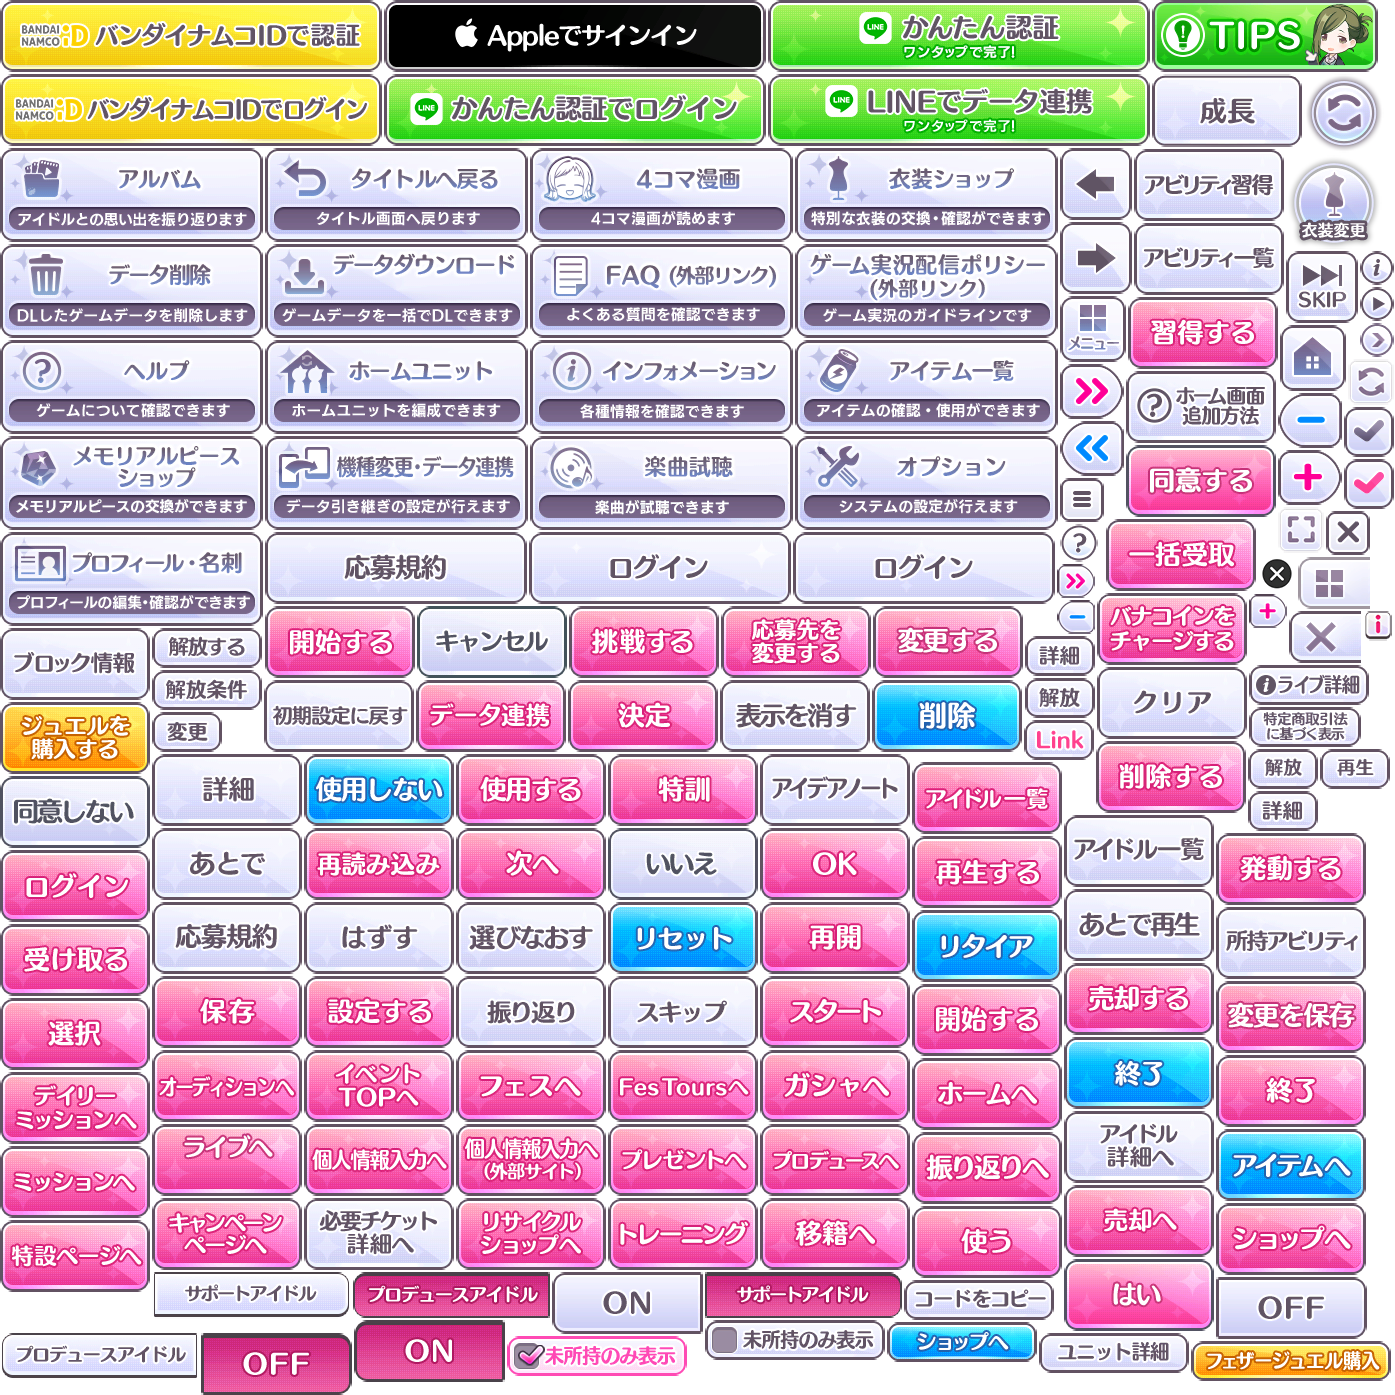 BANDAI NAMCO iD バンダイナムコIDで認証
Appleでサインイン
LINE かんたん認証
ワンタップで完了!
TIPS
BANDAI NAMCO iD バンダイナムコIDでログイン
LINE かんたん認証でログイン
LINE LINEでデータ連携
ワンタップで完了!
成長
アルバム
アイドルとの思い出を振り返ります
タイトルへ戻る
タイトル画面へ戻ります
4コマ漫画
4コマ漫画が読めます
衣装ショップ
特別な衣装の交換・確認ができます
アビリティ習得
衣装変更
データ削除
DLしたゲームデータを削除します
データダウンロード
ゲームデータを一括でDLできます
FAQ (外部リンク)
よくある質問を確認できます
ゲーム実況配信ポリシー
(外部リンク)
ゲーム実況のガイドラインです
アビリティ一覧
SKIP
メニュー
習得する
ヘルプ
ゲームについて確認できます
ホームユニット
ホームユニットを編成できます
インフォメーション
各種情報を確認できます
アイテム一覧
アイテムの確認・使用ができます
ホーム画面
追加方法
メモリアルピース
ショップ
メモリアルピースの交換ができます
機種変更・データ連携
データ引き継ぎの設定が行えます
楽曲試聴
楽曲が試聴できます
オプション
システムの設定が行えます
同意する
プロフィール・名刺
プロフィールの編集・確認ができます
応募規約
ログイン
ログイン
一括受取
ブロック情報
解放する
開始する
キャンセル
挑戦する
応募先を
変更する
変更する
詳細
バナコインを
チャージする
解放条件
初期設定に戻す
データ連携
決定
表示を消す
削除
解放
クリア
ライブ詳細
ジュエルを
購入する
変更
Link
特定商取引法
に基づく表示
同意しない
詳細
使用しない
使用する
特訓
アイデアノート
アイドル一覧
削除する
解放
再生
詳細
ログイン
あとで
再読み込み
次へ
いいえ
OK
再生する
アイドル一覧
発動する
受け取る
応募規約
はずす
選びなおす
リセット
再開
リタイア
あとで再生
所持アビリティ
選択
保存
設定する
振り返り
スキップ
スタート
開始する
売却する
変更を保存
デイリー
ミッションへ
オーディションへ
イベント
TOPへ
フェスへ
Fes Toursへ
ガシャへ
ホームへ
終了
終了
ミッションへ
ライブへ
個人情報入力へ
個人情報入力へ
(外部サイト)
プレゼントへ
プロデュースへ
振り返りへ
アイドル
詳細へ
アイテムへ
特設ページへ
キャンペーン
ページへ
必要チケット
詳細へ
リサイクル
ショップへ
トレーニング
移籍へ
使う
売却へ
ショップへ
サポートアイドル
プロデュースアイドル
ON
サポートアイドル
コードをコピー
はい
OFF
プロデュースアイドル
OFF
ON
未所持のみ表示
未所持のみ表示
ショップへ
ユニット詳細
フェザージュエル購入